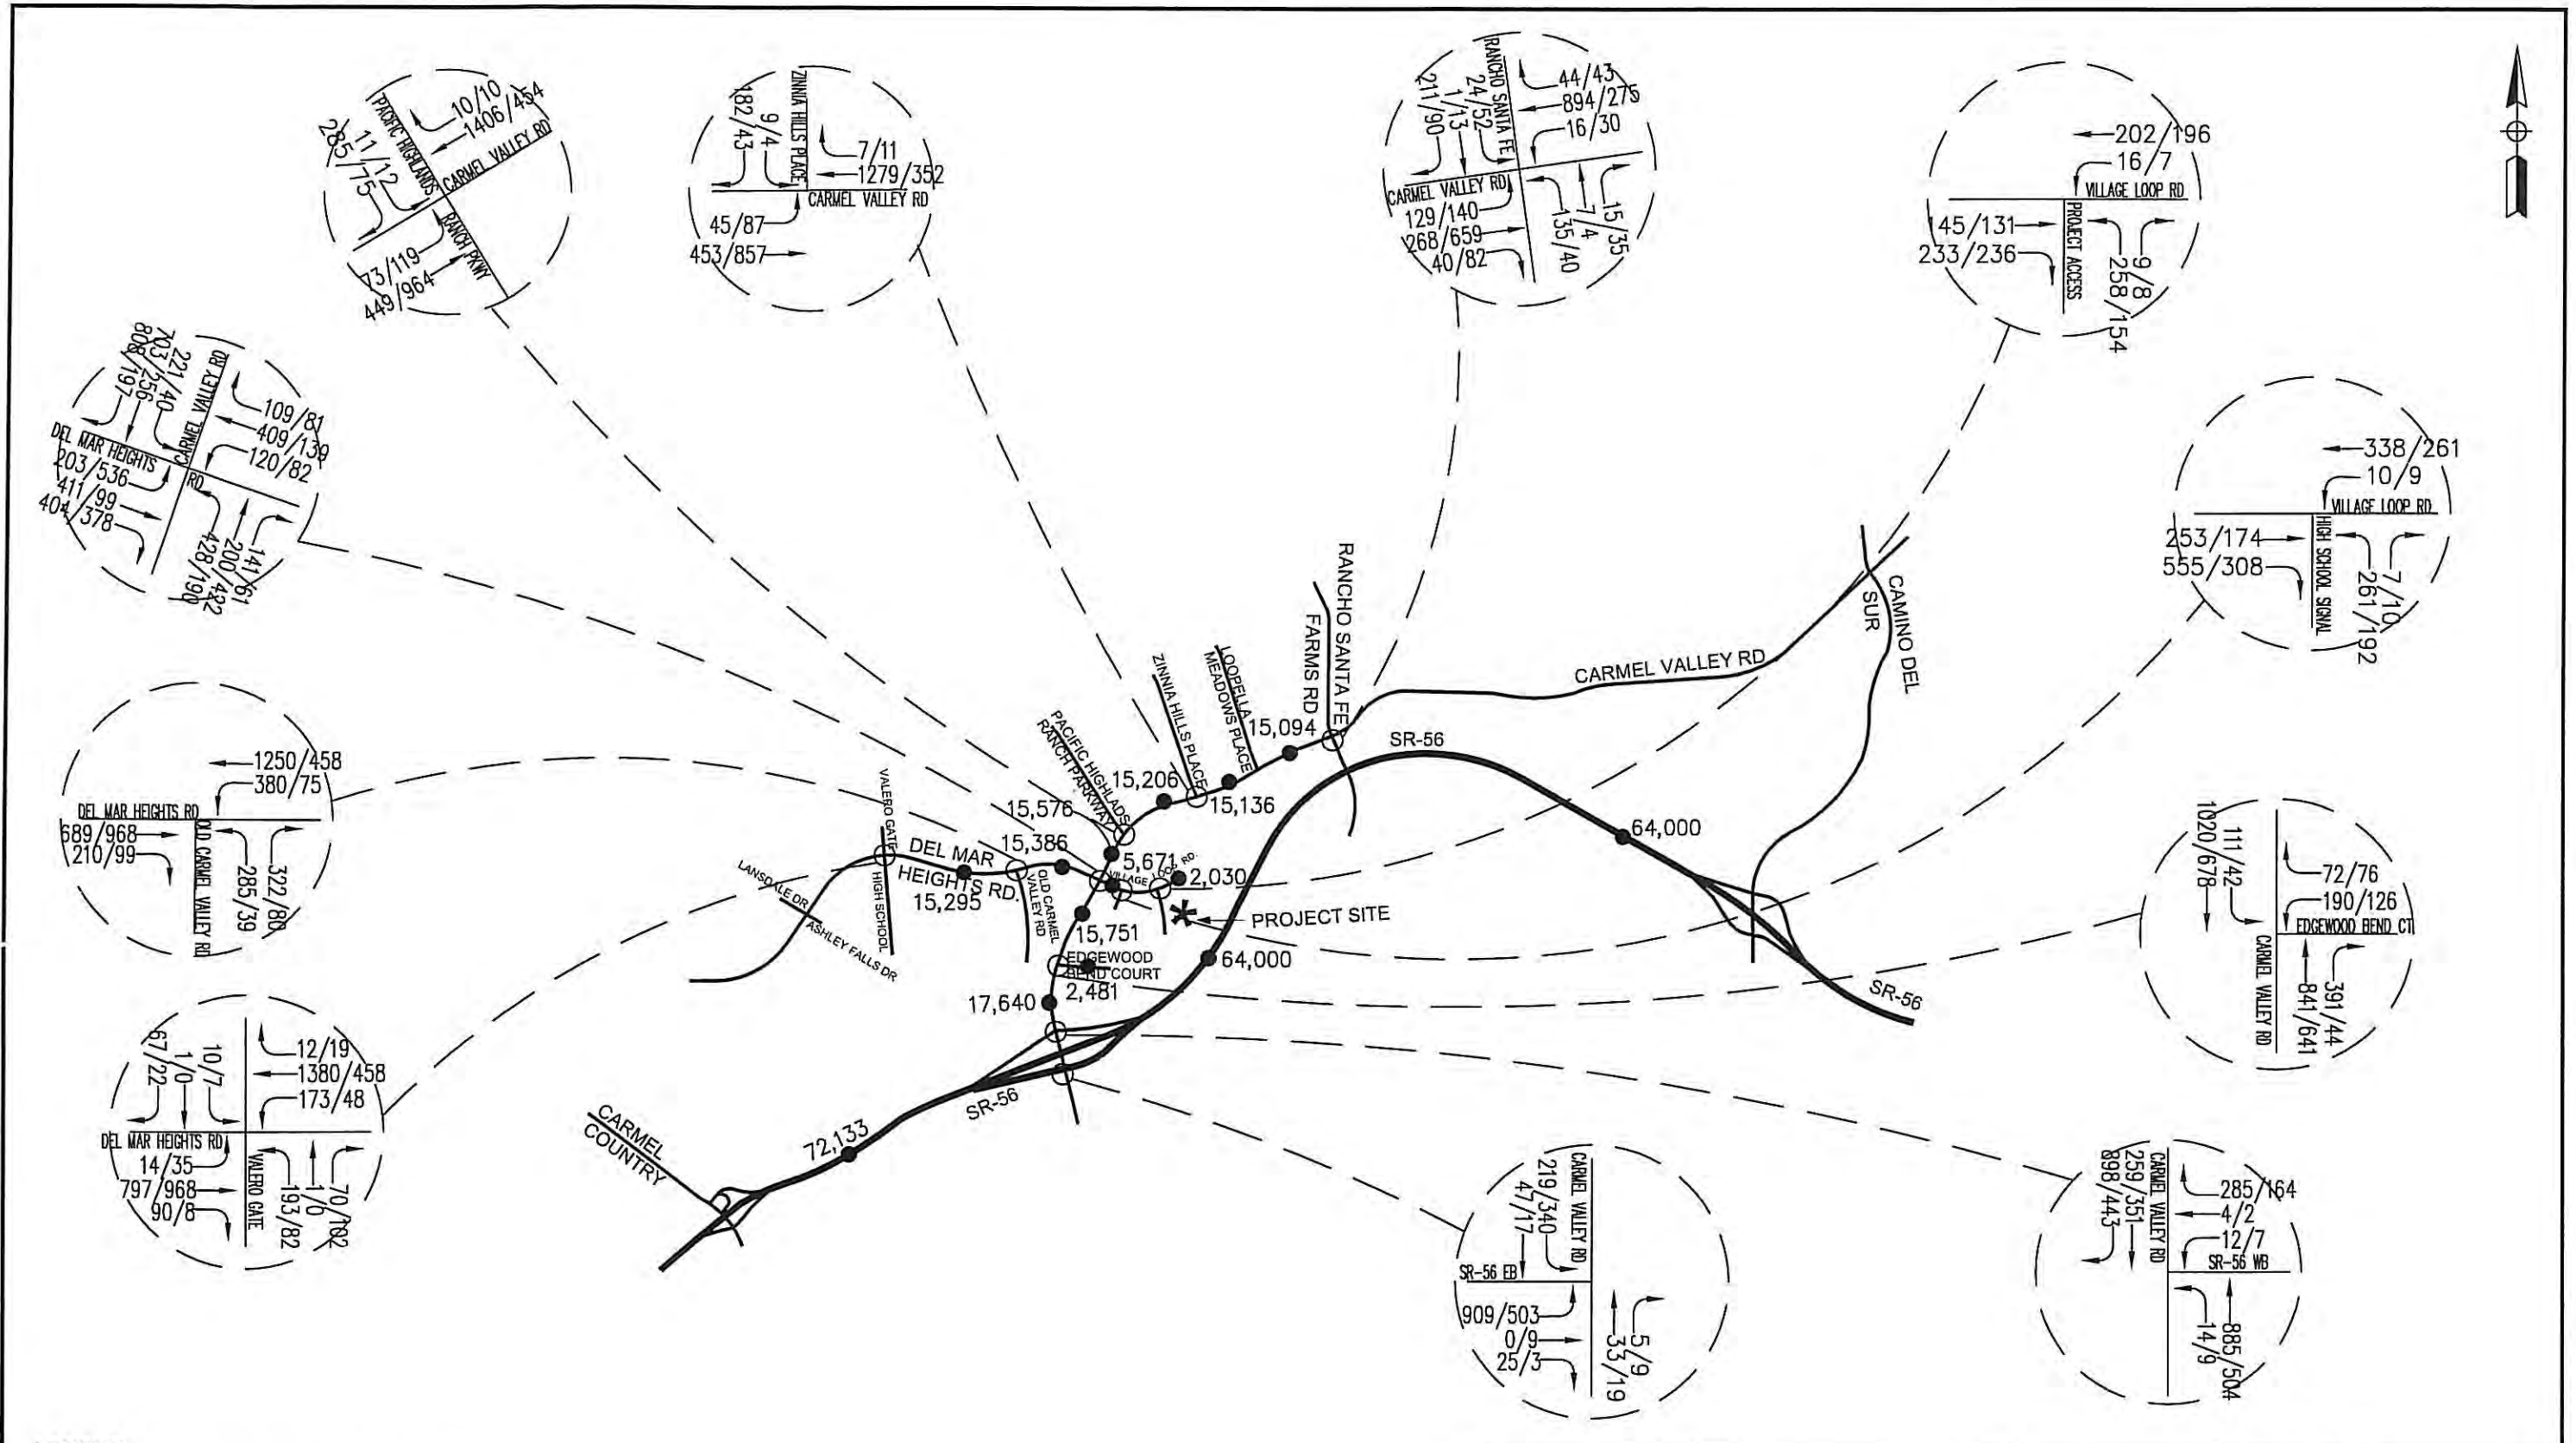 PACIFIC HIGHLANDS
RANCH PKWY
CARMEL VALLEY RD
10/10
1406/454
11/12
285/75
73/119
449/964
ZINNIA HILLS PLACE
CARMEL VALLEY RD
182/43
9/4
7/11
1279/352
45/87
453/857
RANCHO SANTA FE
CARMEL VALLEY RD
211/90
1/13
24/52
44/43
894/275
16/30
129/140
268/659
40/82
135/40
7/4
15/35
202/196
16/7
VILLAGE LOOP RD
PROJECT ACCESS
145/131
233/236
258/154
9/8
CARMEL VALLEY RD
DEL MAR HEIGHTS
RD
808/197
703/256
221/40
109/81
409/139
120/82
203/536
411/99
404/378
428/190
200/422
141/61
338/261
10/9
VILLAGE LOOP RD
HIGH SCHOOL SIGNAL
253/174
555/308
261/192
7/10
1250/458
380/75
DEL MAR HEIGHTS RD
OLD CARMEL VALLEY RD
689/968
210/99
285/39
322/80
1020/678
111/42
72/76
190/126
EDGEWOOD BEND CT
CARMEL VALLEY RD
841/641
391/44
67/22
1/0
10/7
12/19
1380/458
173/48
DEL MAR HEIGHTS RD
VALERO GATE
14/35
797/968
90/8
193/82
1/0
70/102
219/340
47/17
CARMEL VALLEY RD
SR-56 EB
909/503
0/9
25/3
33/19
5/9
898/443
259/351
CARMEL VALLEY RD
285/164
4/2
12/7
SR-56 WB
14/9
885/504
RANCHO SANTA FE
FARMS RD
CARMEL VALLEY RD
CAMINO DEL
SUR
LOOPELLA
MEADOWS PLACE
ZINNIA HILLS PLACE
PACIFIC HIGHLADS
RANCH PARKWAY
15,094
15,206
15,136
15,576
15,386
5,671
VILLAGE LOOP RD.
2,030
SR-56
64,000
VALERO GATE
HIGH SCHOOL
DEL MAR
HEIGHTS RD.
15,295
OLD CARMEL
VALLEY RD
LANSDALE DR
ASHLEY FALLS DR
PROJECT SITE
15,751
EDGEWOOD
BEND COURT
2,481
17,640
64,000
SR-56
SR-56
72,133
CARMEL
COUNTRY